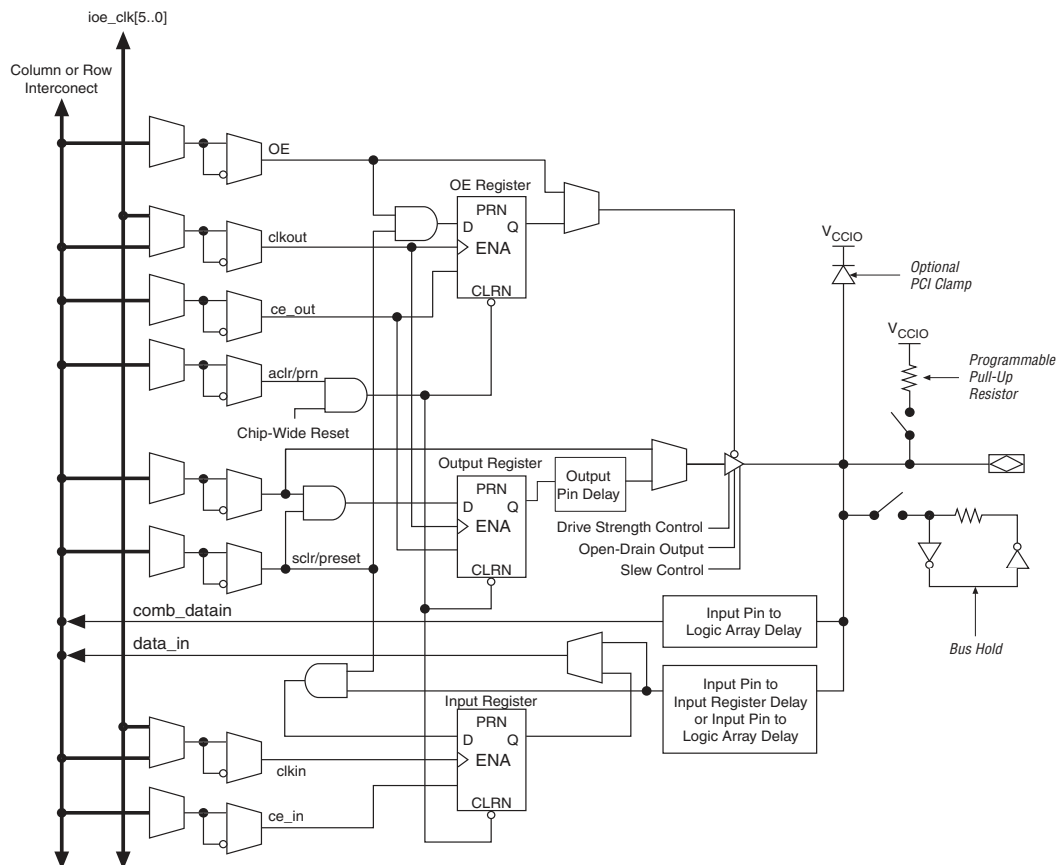 ioe_clk[5..0]
Column or Row
Interconect
OE
OE Register
PRN
D
Q
ENA
CLRN
clkout
ce_out
aclr/prn
Chip-Wide Reset
VCCIO
Optional
PCI Clamp
VCCIO
Programmable
Pull-Up
Resistor
Output Register
PRN
D
Q
ENA
CLRN
Output
Pin Delay
sclr/preset
Drive Strength Control
Open-Drain Output
Slew Control
comb_datain
Input Pin to
Logic Array Delay
Bus Hold
data_in
Input Pin to
Input Register Delay
or Input Pin to
Logic Array Delay
Input Register
PRN
D
Q
ENA
CLRN
clkin
ce_in